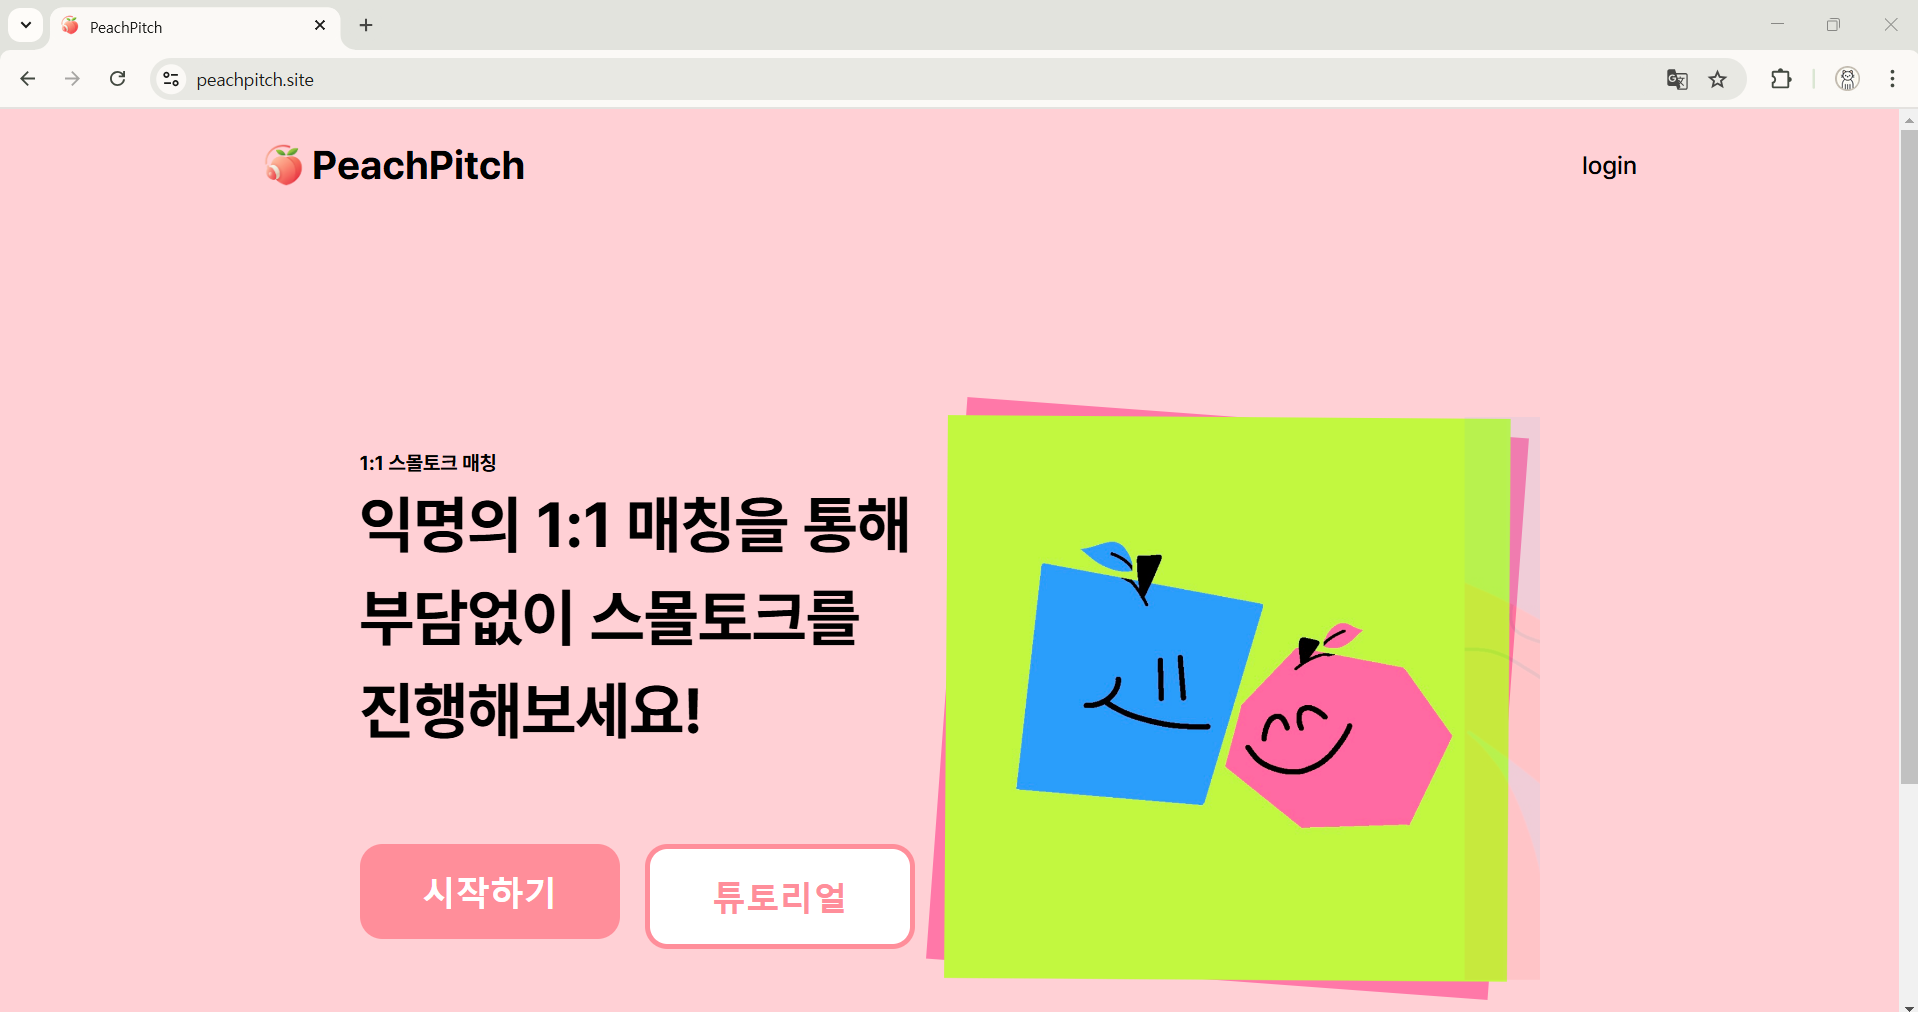 PeachPitch
peachpitch.site
PeachPitch
login
1:1 스몰토크 매칭
익명의 1:1 매칭을 통해
부담없이 스몰토크를
진행해보세요!
시작하기
튜토리얼